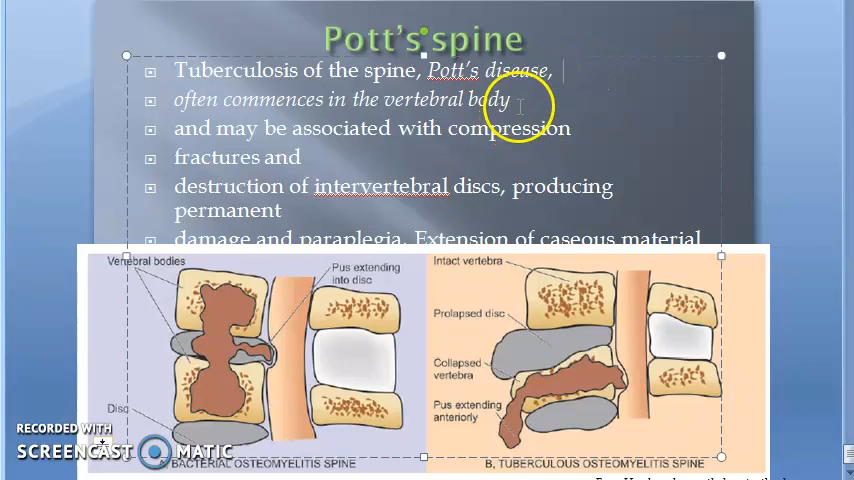 Pott's spine
Tuberculosis of the spine, Pott's disease,
often commences in the vertebral body
and may be associated with compression
fractures and
destruction of intervertebral discs, producing
permanent
damage and paraplegia. Extension of caseous material
Vertebral bodies
Pus extending
into disc
Disc
A, BACTERIAL OSTEOMYELITIS SPINE
Intact vertebra
Prolapsed disc
Collapsed
vertebra
Pus extending
anteriorly
B, TUBERCULOUS OSTEOMYELITIS SPINE
RECORDED WITH
SCREENCAST MATIC